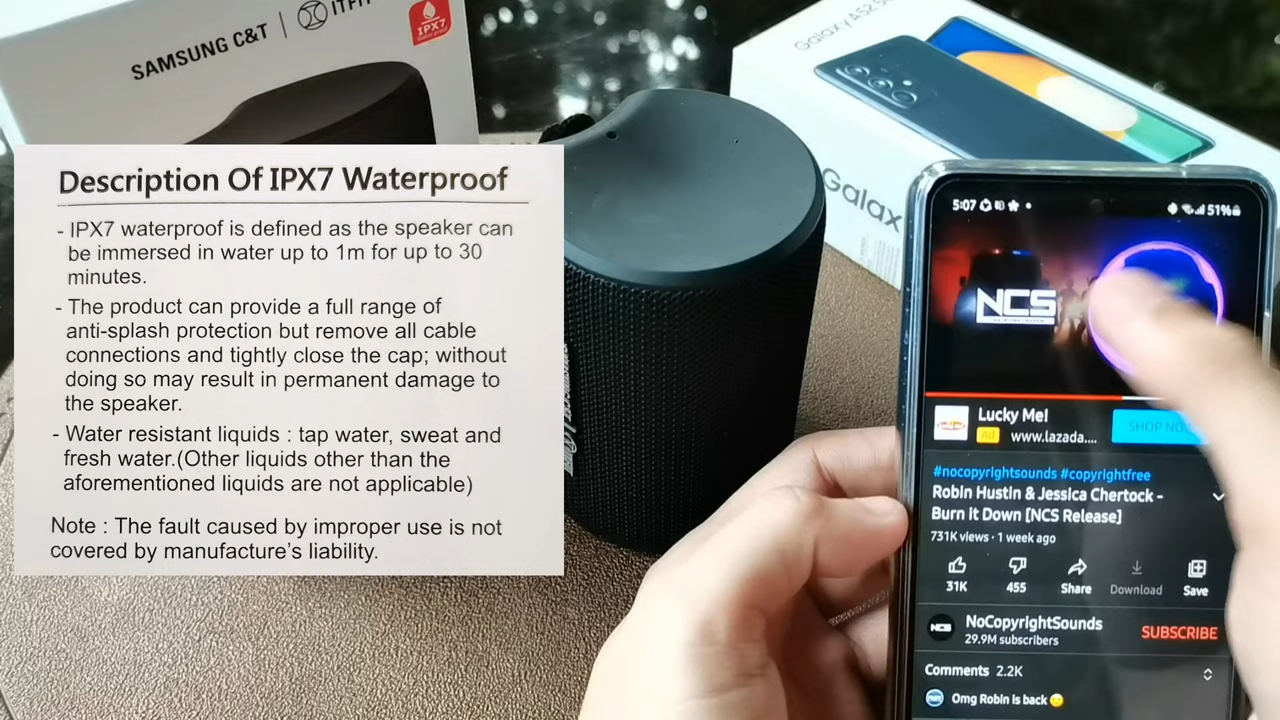 SAMSUNG C&T | ITFIT
IPX7
Galaxy A52 5G
Galax
Description Of IPX7 Waterproof
- IPX7 waterproof is defined as the speaker can
be immersed in water up to 1m for up to 30
minutes.
- The product can provide a full range of
anti-splash protection but remove all cable
connections and tightly close the cap; without
doing so may result in permanent damage to
the speaker.
- Water resistant liquids : tap water, sweat and
fresh water.(Other liquids other than the
aforementioned liquids are not applicable)
Note : The fault caused by improper use is not
covered by manufacture's liability.
5:07
51%
NCS
Lucky Me!
Ad www.lazada....
SHOP NOW
#nocopyrightsounds #copyrightfree
Robin Hustin & Jessica Chertock -
Burn It Down [NCS Release]
731K views · 1 week ago
31K 455 Share Download Save
NCS
NoCopyrightSounds
29.9M subscribers
SUBSCRIBE
Comments 2.2K
Omg Robin is back 😉